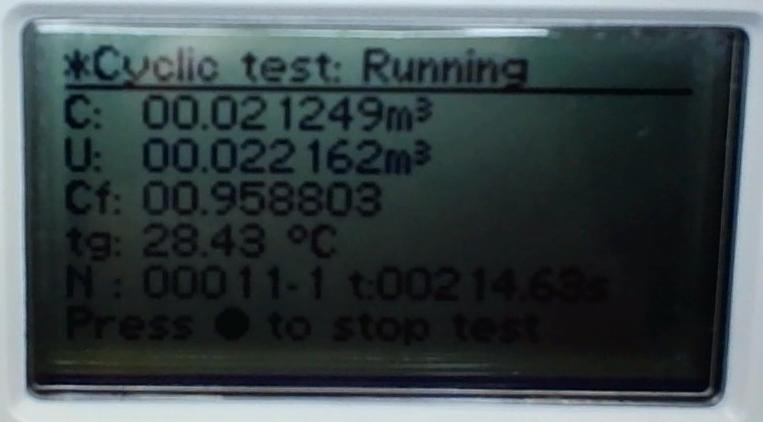 *Cyclic test: Running
C: 00.021249m³
U: 00.022162m³
Cf: 00.958803
tg: 28.43 °C
N : 00011-1 t:00214.63s
Press ● to stop test